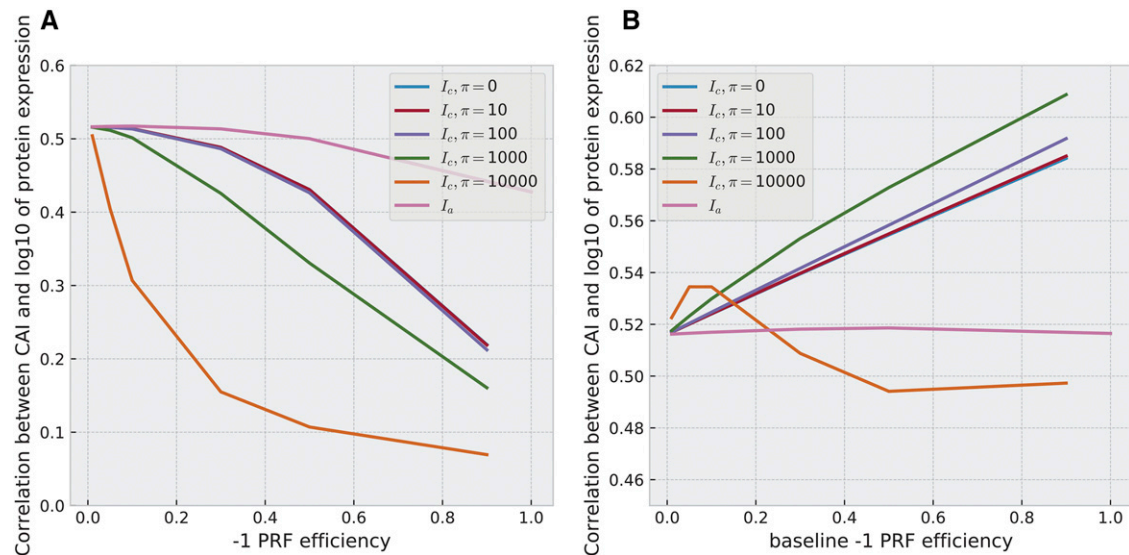 A
Correlation between CAI and log10 of protein expression
0.6
0.5
0.4
0.3
0.2
0.1
0.0
I_c, π = 0
I_c, π = 10
I_c, π = 100
I_c, π = 1000
I_c, π = 10000
I_a
0.0 0.2 0.4 0.6 0.8 1.0
-1 PRF efficiency
B
Correlation between CAI and log10 of protein expression
0.62
0.60
0.58
0.56
0.54
0.52
0.50
0.48
0.46
I_c, π = 0
I_c, π = 10
I_c, π = 100
I_c, π = 1000
I_c, π = 10000
I_a
0.0 0.2 0.4 0.6 0.8 1.0
baseline -1 PRF efficiency